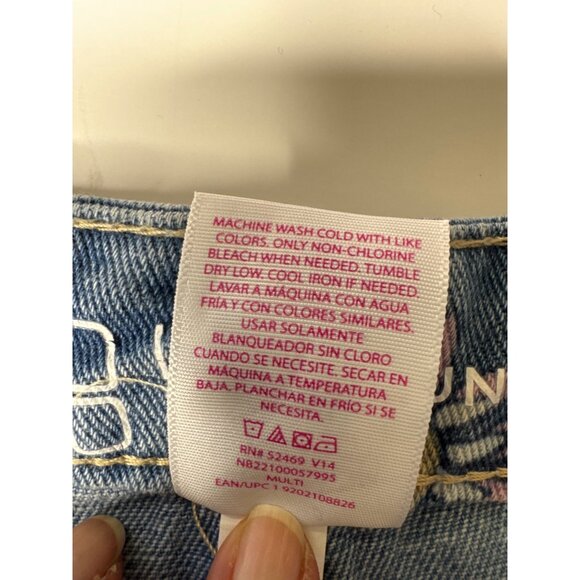 MACHINE WASH COLD WITH LIKE
COLORS. ONLY NON-CHLORINE
BLEACH WHEN NEEDED. TUMBLE
DRY LOW. COOL IRON IF NEEDED.
LAVAR A MÁQUINA CON AGUA
FRÍA Y CON COLORES SIMILARES.
USAR SOLAMENTE
BLANQUEADOR SIN CLORO
CUANDO SE NECESITE. SECAR EN
MÁQUINA A TEMPERATURA
BAJA. PLANCHAR EN FRÍO SI SE
NECESITA.
RN# 52469 V14
NB22100057995
MULTI
EAN/UPC 1 9202108826